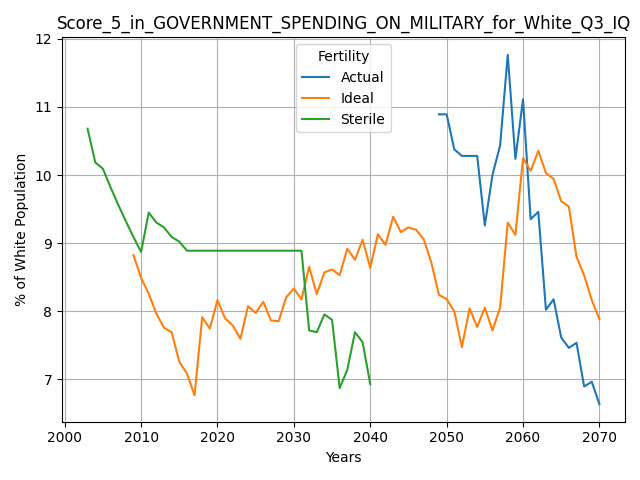 Score_5_in_GOVERNMENT_SPENDING_ON_MILITARY_for_White_Q3_IQ
Fertility
Actual
Ideal
Sterile
% of White Population
12
11
10
9
8
7
2000 2010 2020 2030 2040 2050 2060 2070
Years